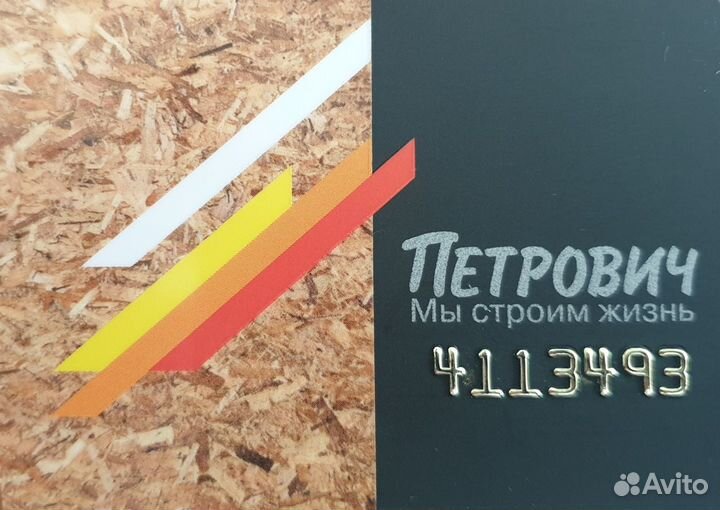 ПЕТРОВИЧ
Мы строим жизнь
4113493
Avito